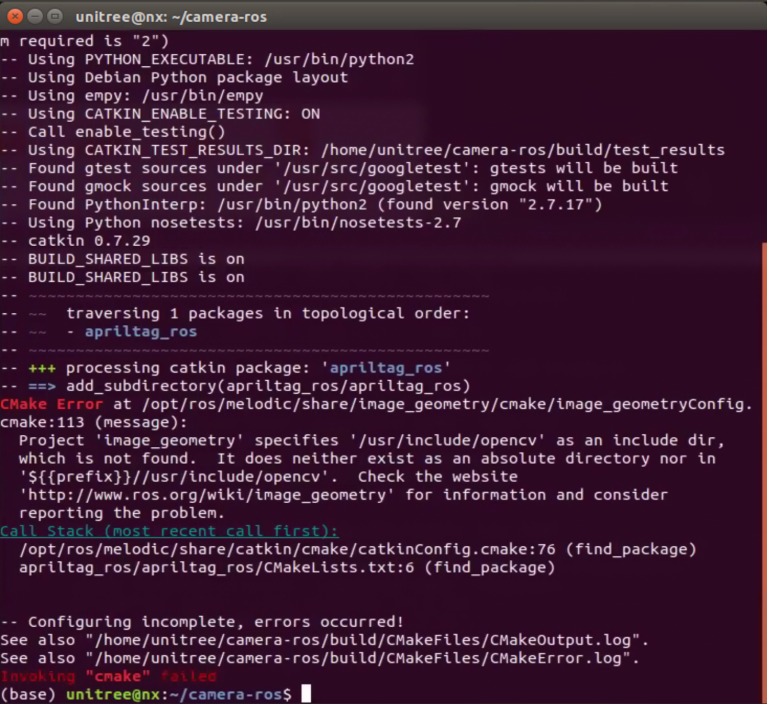 unitree@nx: ~/camera-ros
m required is "2")
-- Using PYTHON_EXECUTABLE: /usr/bin/python2
-- Using Debian Python package layout
-- Using empy: /usr/bin/empy
-- Using CATKIN_ENABLE_TESTING: ON
-- Call enable_testing()
-- Using CATKIN_TEST_RESULTS_DIR: /home/unitree/camera-ros/build/test_results
-- Found gtest sources under '/usr/src/googletest': gtests will be built
-- Found gmock sources under '/usr/src/googletest': gmock will be built
-- Found PythonInterp: /usr/bin/python2 (found version "2.7.17")
-- Using Python nosetests: /usr/bin/nosetests-2.7
-- catkin 0.7.29
-- BUILD_SHARED_LIBS is on
-- BUILD_SHARED_LIBS is on
-- ~~~~~~~~~~~~~~~~~~~~~~~~~~~~~~~~~~~~~~~~~~~~~~~~~
-- ~~  traversing 1 packages in topological order:
-- ~~  - apriltag_ros
-- ~~~~~~~~~~~~~~~~~~~~~~~~~~~~~~~~~~~~~~~~~~~~~~~~~
-- +++ processing catkin package: 'apriltag_ros'
-- ==> add_subdirectory(apriltag_ros/apriltag_ros)
CMake Error at /opt/ros/melodic/share/image_geometry/cmake/image_geometryConfig.
cmake:113 (message):
  Project 'image_geometry' specifies '/usr/include/opencv' as an include dir,
  which is not found.  It does neither exist as an absolute directory nor in
  '${{prefix}}//usr/include/opencv'.  Check the website
  'http://www.ros.org/wiki/image_geometry' for information and consider
  reporting the problem.
Call Stack (most recent call first):
  /opt/ros/melodic/share/catkin/cmake/catkinConfig.cmake:76 (find_package)
  apriltag_ros/apriltag_ros/CMakeLists.txt:6 (find_package)
-- Configuring incomplete, errors occurred!
See also "/home/unitree/camera-ros/build/CMakeFiles/CMakeOutput.log".
See also "/home/unitree/camera-ros/build/CMakeFiles/CMakeError.log".
Invoking "cmake" failed
(base) unitree@nx:~/camera-ros$